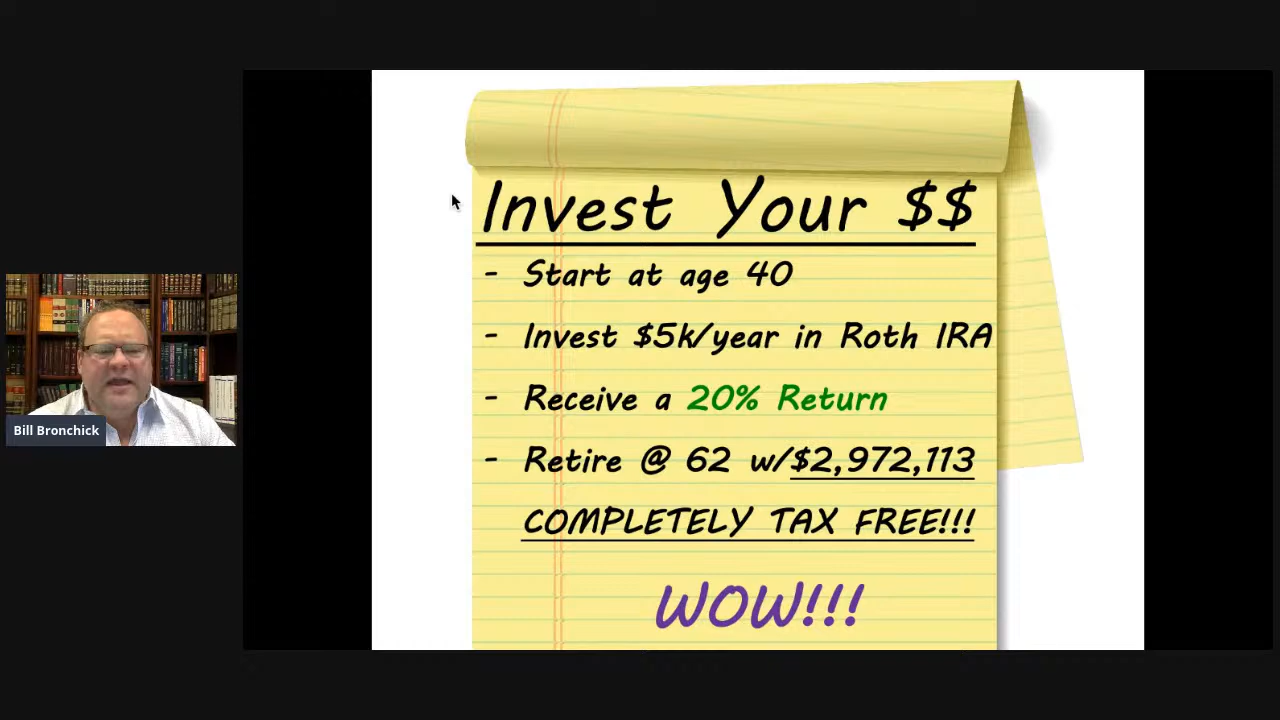 Invest Your $$
- Start at age 40
- Invest $5k/year in Roth IRA
- Receive a 20% Return
- Retire @ 62 w/$2,972,113
COMPLETELY TAX FREE!!!
WOW!!!
Bill Bronchick